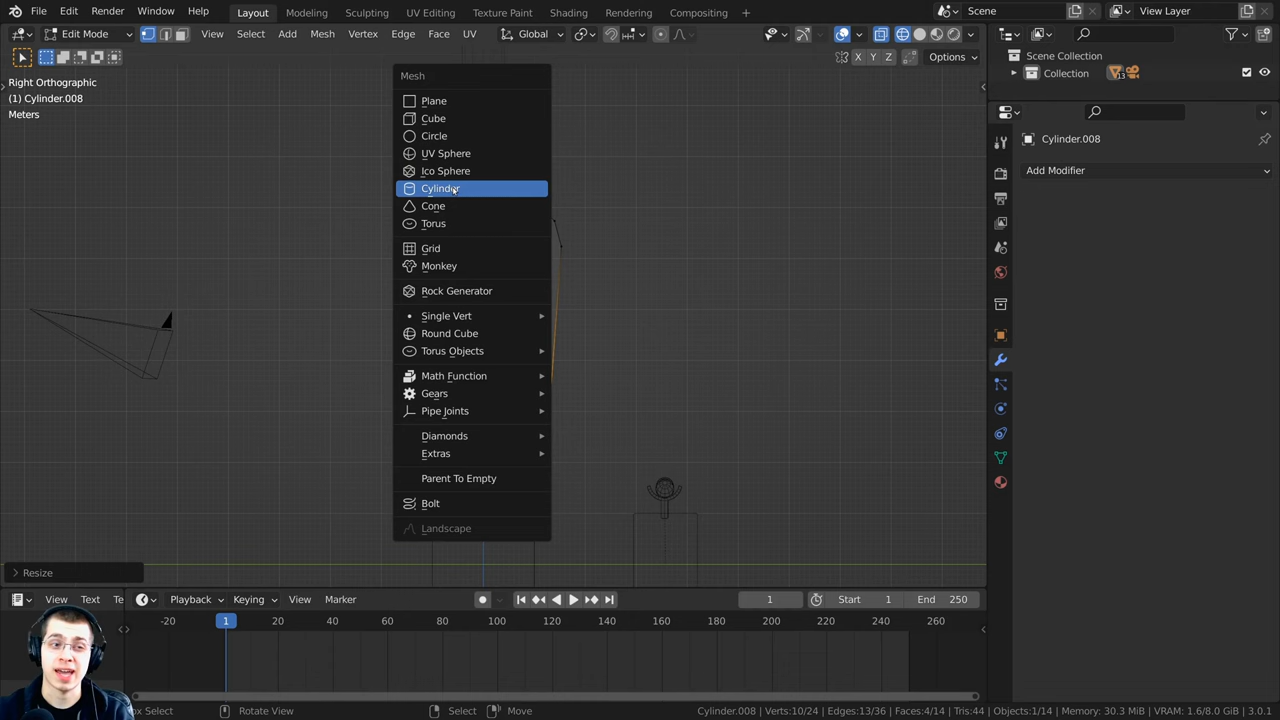 File Edit Render Window Help Layout Modeling Sculpting UV Editing Texture Paint Shading Rendering Compositing Scene View Layer
Edit Mode View Select Add Mesh Vertex Edge Face UV Global
X Y Z Options
Right Orthographic
(1) Cylinder.008
Meters
Scene Collection
Collection 13
Cylinder.008
Add Modifier
Mesh
Plane
Cube
Circle
UV Sphere
Ico Sphere
Cylinder
Cone
Torus
Grid
Monkey
Rock Generator
Single Vert
Round Cube
Torus Objects
Math Function
Gears
Pipe Joints
Diamonds
Extras
Parent To Empty
Bolt
Landscape
Resize
View Text Te Playback Keying View Marker 1 Start 1 End 250
-20 1 20 40 60 80 100 120 140 160 180 200 220 240 260
ox Select Rotate View Select Move Cylinder.008 | Verts:10/24 | Edges:13/36 | Faces:4/14 | Tris:44 | Objects:1/14 | Memory: 30.3 MiB | VRAM: 1.6/8.0 GiB | 3.0.1